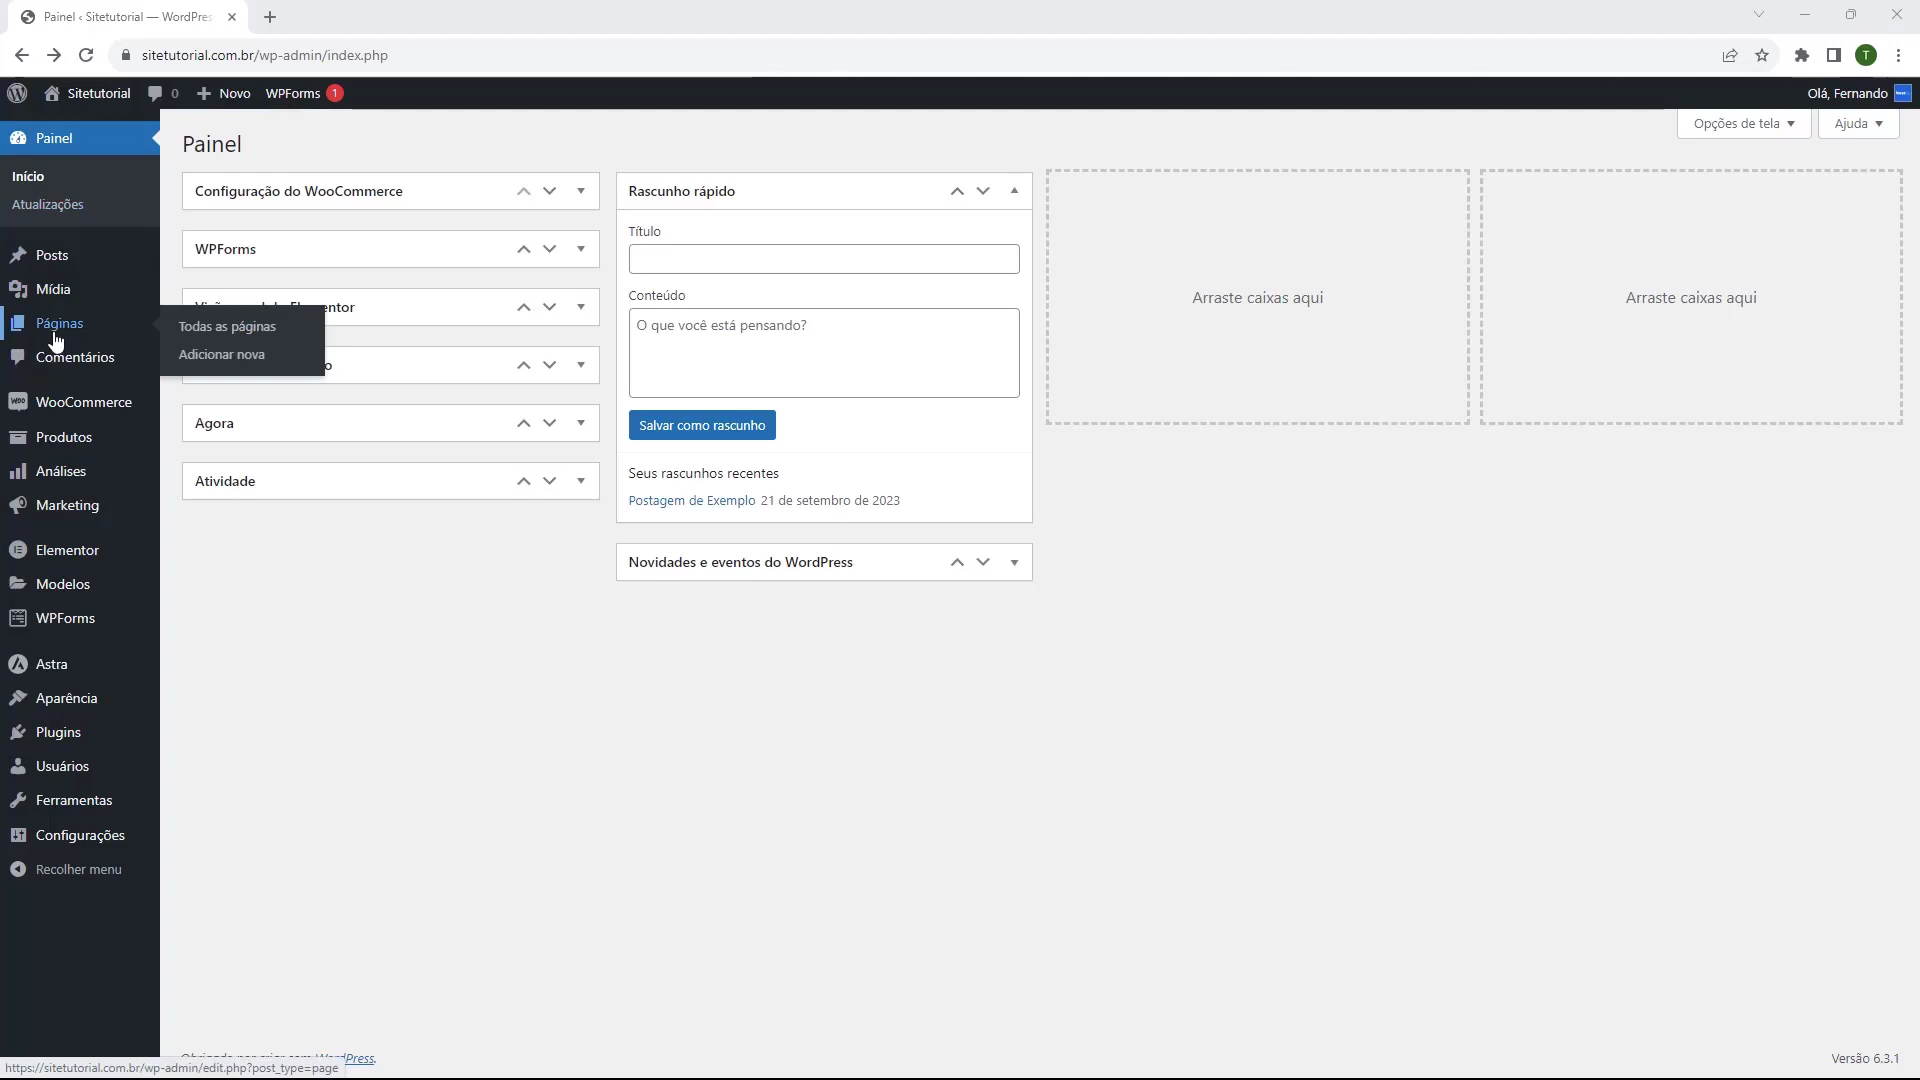 Painel ‹ Sitetutorial — WordPres
sitetutorial.com.br/wp-admin/index.php
T
Sitetutorial 0 Novo WPForms 1
Olá, Fernando
Painel
Início
Atualizações
Posts
Mídia
Páginas
Comentários
WooCommerce
Produtos
Análises
Marketing
Elementor
Modelos
WPForms
Astra
Aparência
Plugins
Usuários
Ferramentas
Configurações
Recolher menu
Todas as páginas
Adicionar nova
Opções de tela
Ajuda
Painel
Configuração do WooCommerce
WPForms
Agora
Atividade
Rascunho rápido
Título
Conteúdo
O que você está pensando?
Salvar como rascunho
Seus rascunhos recentes
Postagem de Exemplo 21 de setembro de 2023
Novidades e eventos do WordPress
Arraste caixas aqui
Arraste caixas aqui
Versão 6.3.1
https://sitetutorial.com.br/wp-admin/edit.php?post_type=page